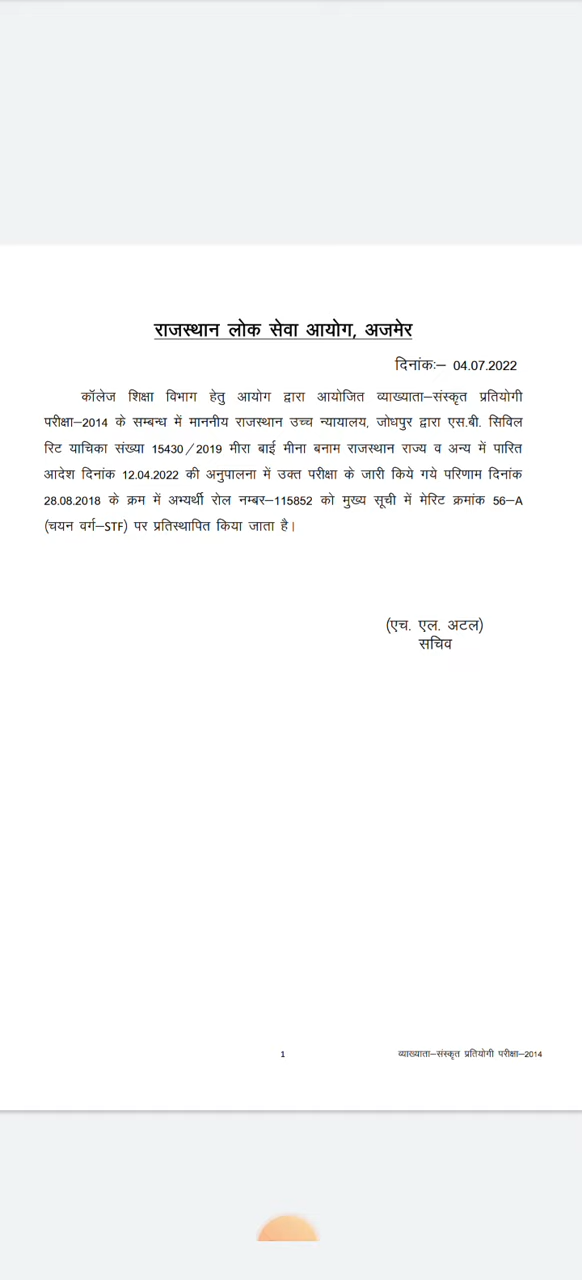 राजस्थान लोक सेवा आयोग, अजमेर
दिनांकः– 04.07.2022
कॉलेज शिक्षा विभाग हेतु आयोग द्वारा आयोजित व्याख्याता–संस्कृत प्रतियोगी
परीक्षा–2014 के सम्बन्ध में माननीय राजस्थान उच्च न्यायालय, जोधपुर द्वारा एस.बी. सिविल
रिट याचिका संख्या 15430/2019 मीरा बाई मीना बनाम राजस्थान राज्य व अन्य में पारित
आदेश दिनांक 12.04.2022 की अनुपालना में उक्त परीक्षा के जारी किये गये परिणाम दिनांक
28.08.2018 के क्रम में अभ्यर्थी रोल नम्बर–115852 को मुख्य सूची में मेरिट क्रमांक 56–A
(चयन वर्ग–STF) पर प्रतिस्थापित किया जाता है।
(एच. एल. अटल)
सचिव
1 व्याख्याता–संस्कृत प्रतियोगी परीक्षा–2014